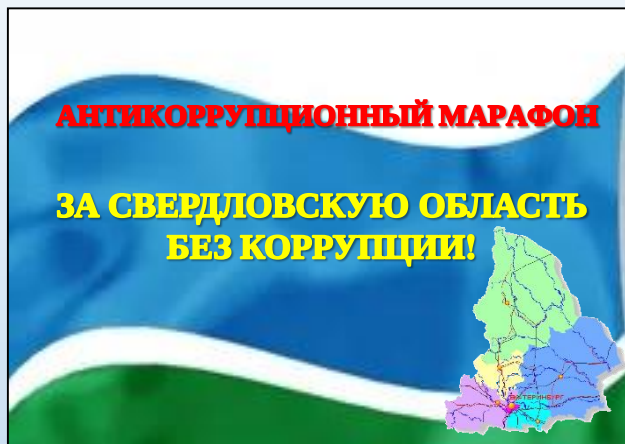 АНТИКОРРУПЦИОННЫЙ МАРАФОН
ЗА СВЕРДЛОВСКУЮ ОБЛАСТЬ
БЕЗ КОРРУПЦИИ!